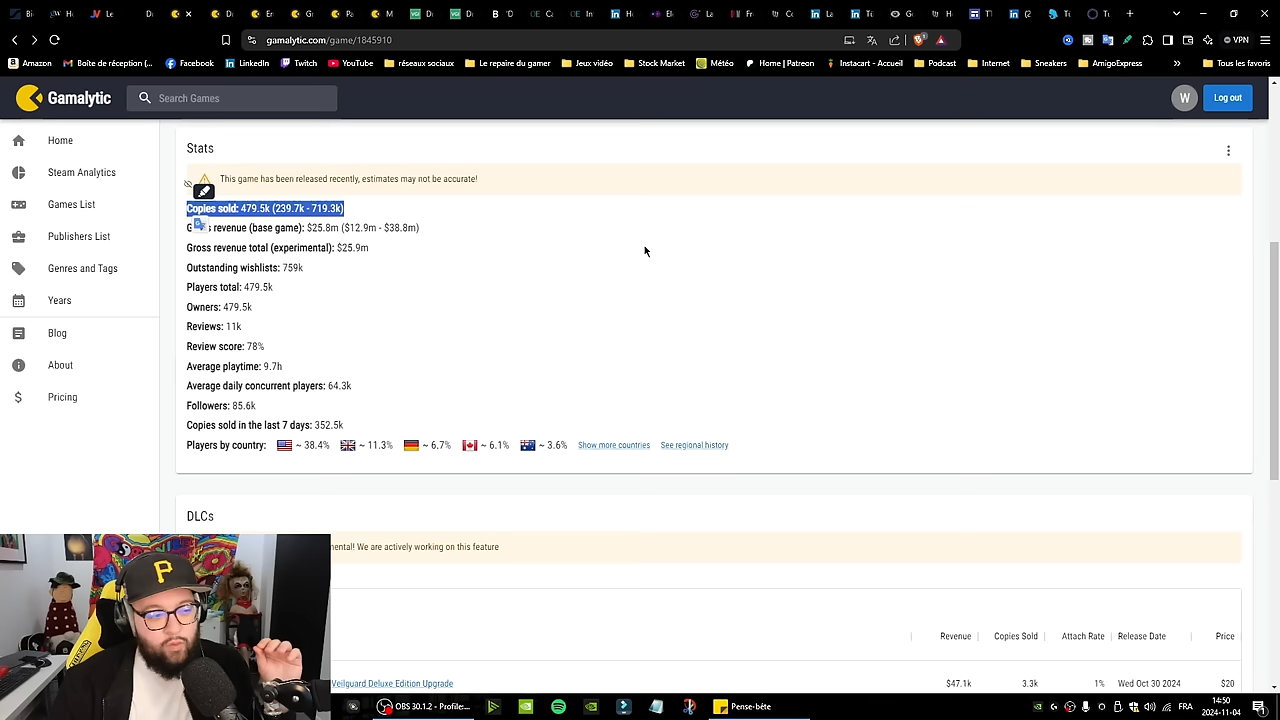 gamalytic.com/game/1845910
VPN
Amazon
Boîte de réception (...
Facebook
LinkedIn
Twitch
YouTube
réseaux sociaux
Le repaire du gamer
Jeux vidéo
Stock Market
Météo
Home | Patreon
Instacart - Accueil
Podcast
Internet
Sneakers
AmigoExpress
Tous les favoris
Gamalytic
Search Games
W
Log out
Home
Steam Analytics
Games List
Publishers List
Genres and Tags
Years
Blog
About
Pricing
Stats
This game has been released recently, estimates may not be accurate!
Copies sold: 479.5k (239.7k - 719.3k)
revenue (base game): $25.8m ($12.9m - $38.8m)
Gross revenue total (experimental): $25.9m
Outstanding wishlists: 759k
Players total: 479.5k
Owners: 479.5k
Reviews: 11k
Review score: 78%
Average playtime: 9.7h
Average daily concurrent players: 64.3k
Followers: 85.6k
Copies sold in the last 7 days: 352.5k
Players by country: ~ 38.4% ~ 11.3% ~ 6.7% ~ 6.1% ~ 3.6% Show more countries See regional history
DLCs
mental! We are actively working on this feature
Revenue Copies Sold Attach Rate Release Date Price
Veilguard Deluxe Edition Upgrade $47.1k 3.3k 1% Wed Oct 30 2024 $20
P
OBS 30.1.2 - Profile:...
Pense-bête
FRA
14:50
2024-11-04